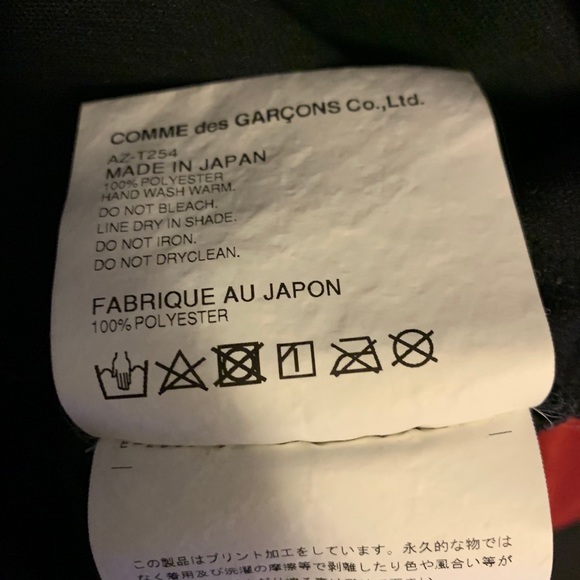 COMME des GARÇONS Co.,Ltd.
AZ-T254
MADE IN JAPAN
100% POLYESTER
HAND WASH WARM.
DO NOT BLEACH.
LINE DRY IN SHADE.
DO NOT IRON.
DO NOT DRYCLEAN.
FABRIQUE AU JAPON
100% POLYESTER
この製品はプリント加工をしています。永久的な物では
なく着用及び洗濯の摩擦等で剥離したり色や風合い等が